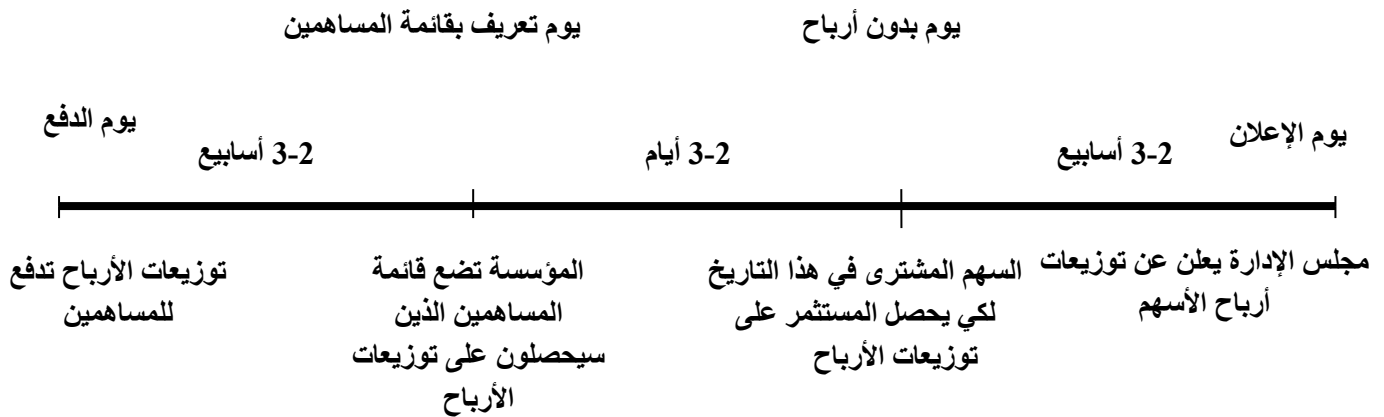 يوم بدون أرباح
يوم تعريف بقائمة المساهمين
يوم الإعلان
يوم الدفع
2-3 أسابيع
2-3 أيام
2-3 أسابيع
مجلس الإدارة يعلن عن توزيعات
أرباح الأسهم
السهم المشترى في هذا التاريخ
لكي يحصل المستثمر على
توزيعات الأرباح
المؤسسة تضع قائمة
المساهمين الذين
سيحصلون على توزيعات
الأرباح
توزيعات الأرباح تدفع
للمساهمين